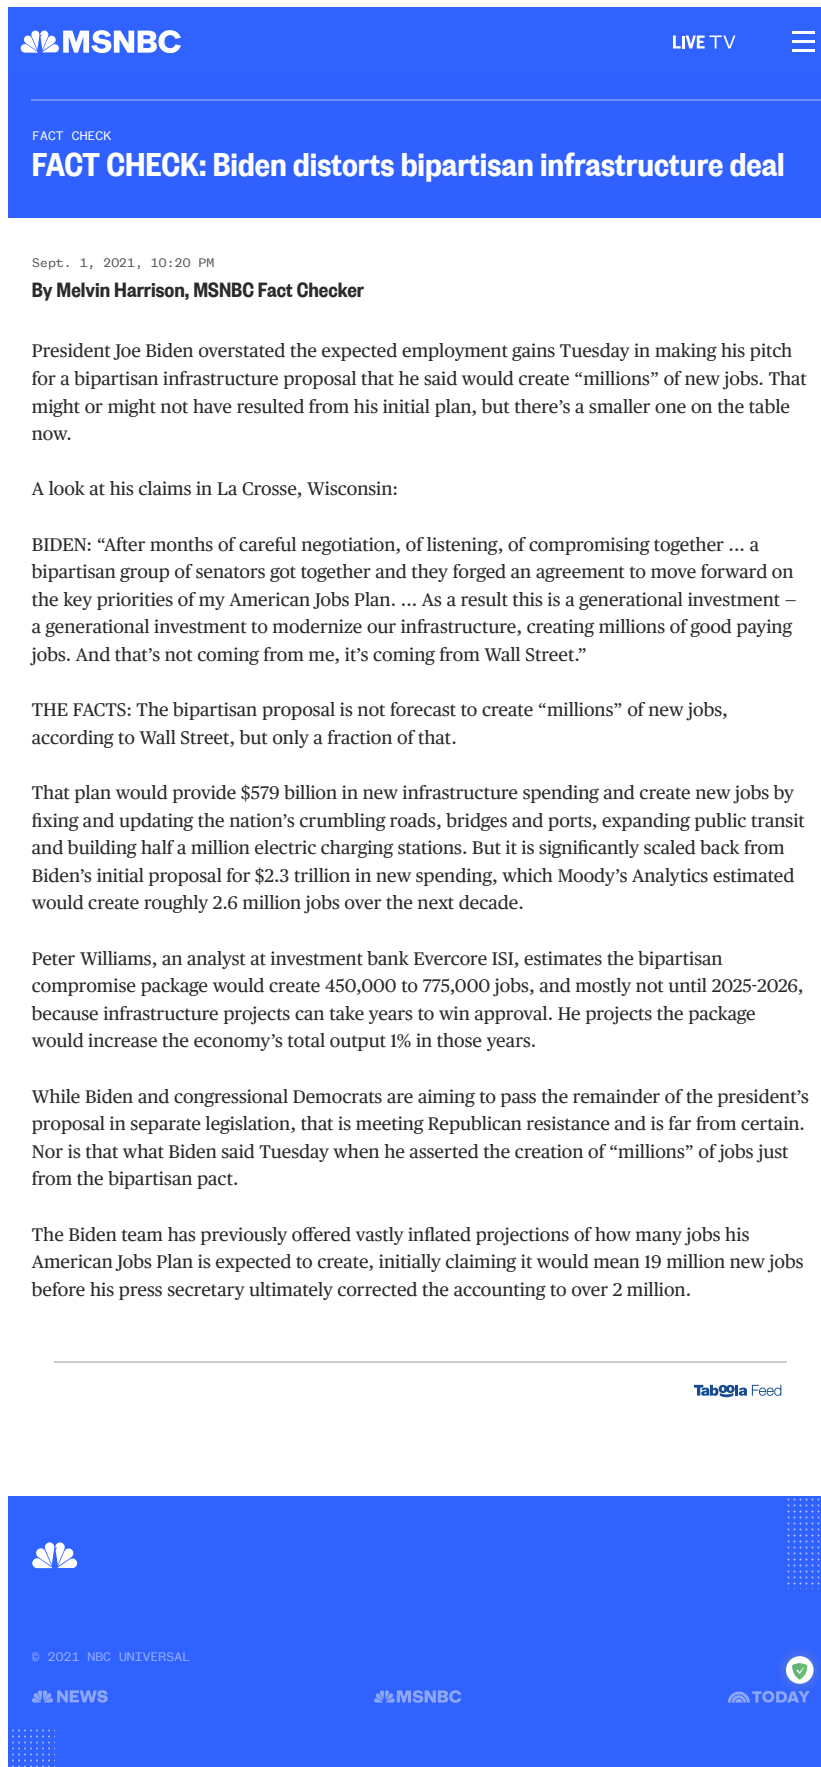 MSNBC
LIVE TV
FACT CHECK
FACT CHECK: Biden distorts bipartisan infrastructure deal
Sept. 1, 2021, 10:20 PM
By Melvin Harrison, MSNBC Fact Checker
President Joe Biden overstated the expected employment gains Tuesday in making his pitch
for a bipartisan infrastructure proposal that he said would create “millions” of new jobs. That
might or might not have resulted from his initial plan, but there’s a smaller one on the table
now.
A look at his claims in La Crosse, Wisconsin:
BIDEN: “After months of careful negotiation, of listening, of compromising together … a
bipartisan group of senators got together and they forged an agreement to move forward on
the key priorities of my American Jobs Plan. … As a result this is a generational investment —
a generational investment to modernize our infrastructure, creating millions of good paying
jobs. And that’s not coming from me, it’s coming from Wall Street.”
THE FACTS: The bipartisan proposal is not forecast to create “millions” of new jobs,
according to Wall Street, but only a fraction of that.
That plan would provide $579 billion in new infrastructure spending and create new jobs by
fixing and updating the nation’s crumbling roads, bridges and ports, expanding public transit
and building half a million electric charging stations. But it is significantly scaled back from
Biden’s initial proposal for $2.3 trillion in new spending, which Moody’s Analytics estimated
would create roughly 2.6 million jobs over the next decade.
Peter Williams, an analyst at investment bank Evercore ISI, estimates the bipartisan
compromise package would create 450,000 to 775,000 jobs, and mostly not until 2025-2026,
because infrastructure projects can take years to win approval. He projects the package
would increase the economy’s total output 1% in those years.
While Biden and congressional Democrats are aiming to pass the remainder of the president’s
proposal in separate legislation, that is meeting Republican resistance and is far from certain.
Nor is that what Biden said Tuesday when he asserted the creation of “millions” of jobs just
from the bipartisan pact.
The Biden team has previously offered vastly inflated projections of how many jobs his
American Jobs Plan is expected to create, initially claiming it would mean 19 million new jobs
before his press secretary ultimately corrected the accounting to over 2 million.
Taboola Feed
© 2021 NBC UNIVERSAL
NEWS
MSNBC
TODAY